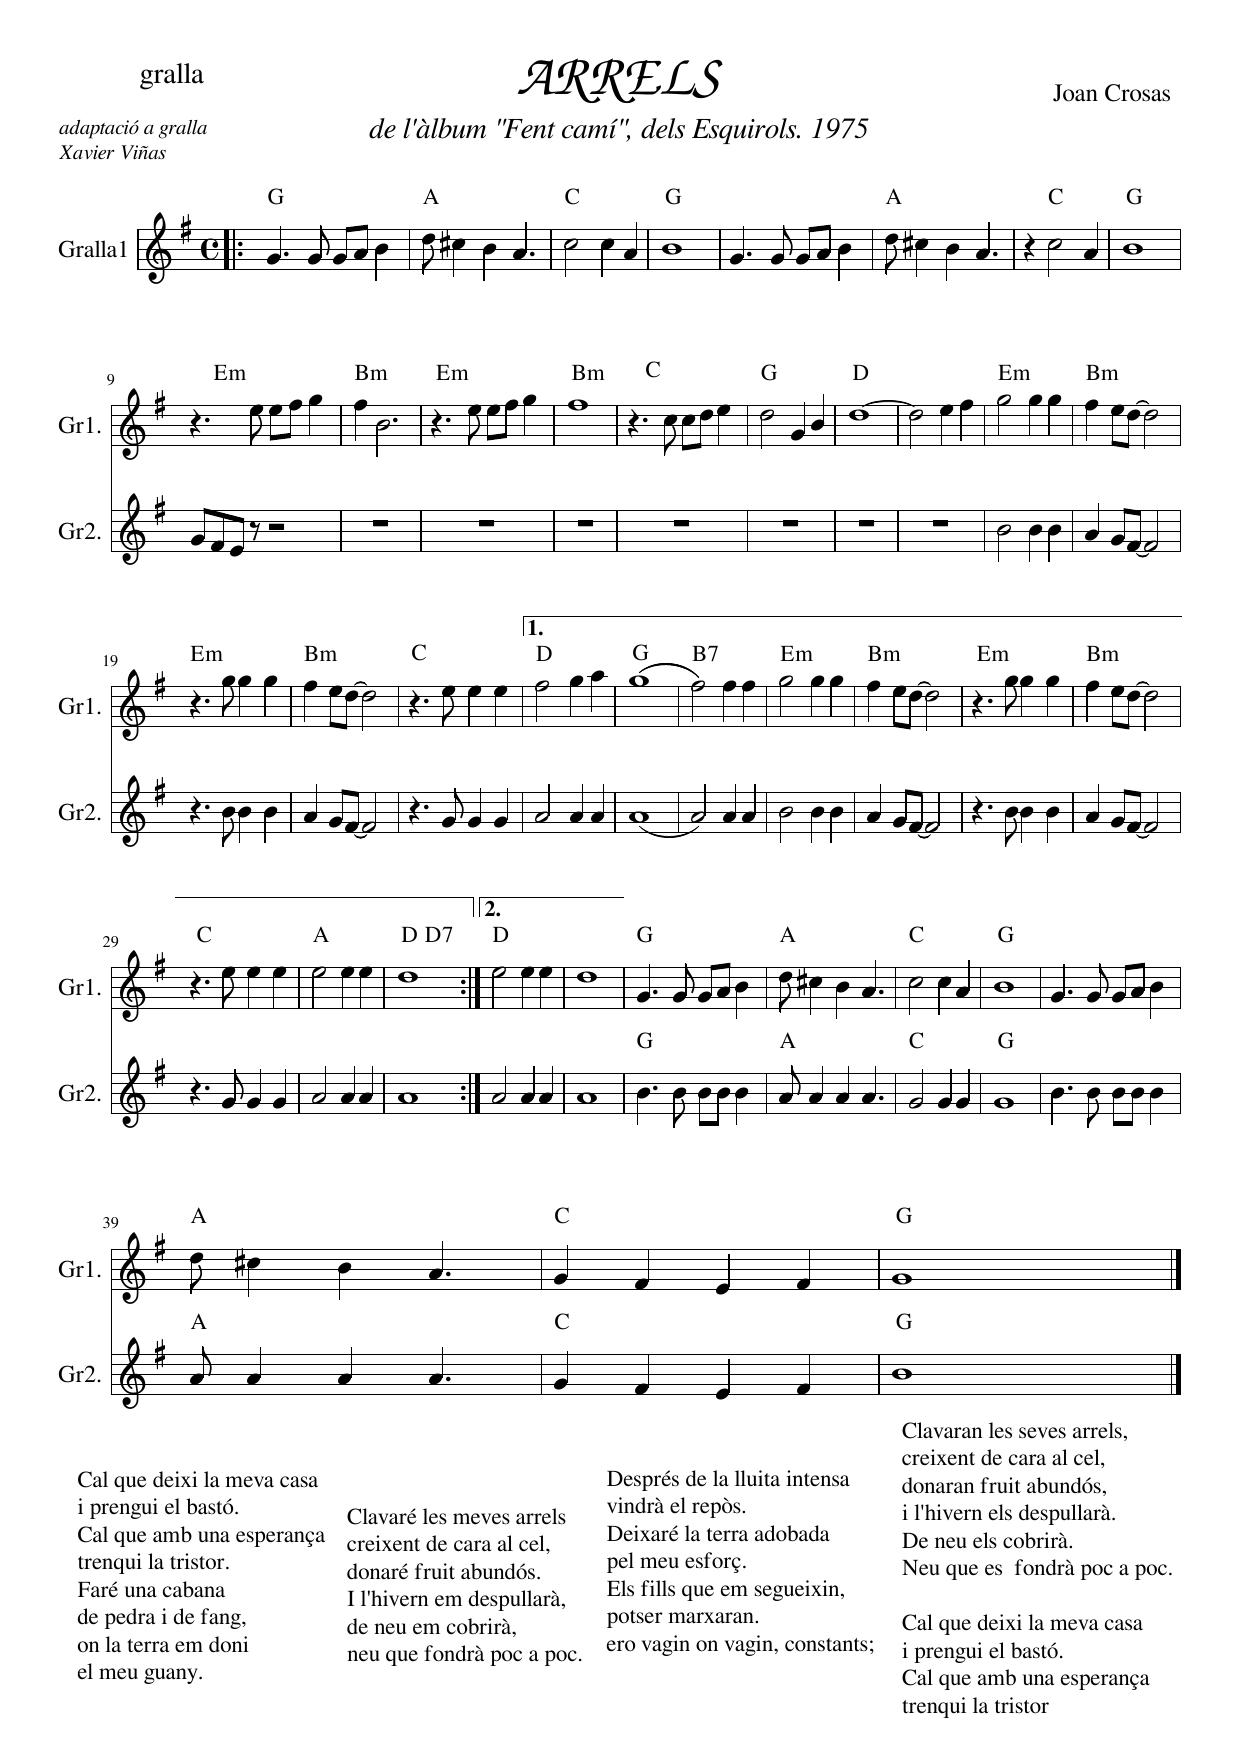 gralla
ARRELS
Joan Crosas
adaptació a gralla
Xavier Viñas
de l'àlbum "Fent camí", dels Esquirols. 1975
G A C G A C G
Gralla1
9
Em Bm Em Bm C G D Em Bm
Gr1.
Gr2.
1.
19
Em Bm C D G B7 Em Bm Em Bm
Gr1.
Gr2.
2.
29
C A D D7 D G A C G
Gr1.
G A C G
Gr2.
39
A C G
Gr1.
A C G
Gr2.
Cal que deixi la meva casa
i prengui el bastó.
Cal que amb una esperança
trenqui la tristor.
Faré una cabana
de pedra i de fang,
on la terra em doni
el meu guany.
Clavaré les meves arrels
creixent de cara al cel,
donaré fruit abundós.
I l'hivern em despullarà,
de neu em cobrirà,
neu que fondrà poc a poc.
Després de la lluita intensa
vindrà el repòs.
Deixaré la terra adobada
pel meu esforç.
Els fills que em segueixin,
potser marxaran.
ero vagin on vagin, constants;
Clavaran les seves arrels,
creixent de cara al cel,
donaran fruit abundós,
i l'hivern els despullarà.
De neu els cobrirà.
Neu que es  fondrà poc a poc.
Cal que deixi la meva casa
i prengui el bastó.
Cal que amb una esperança
trenqui la tristor